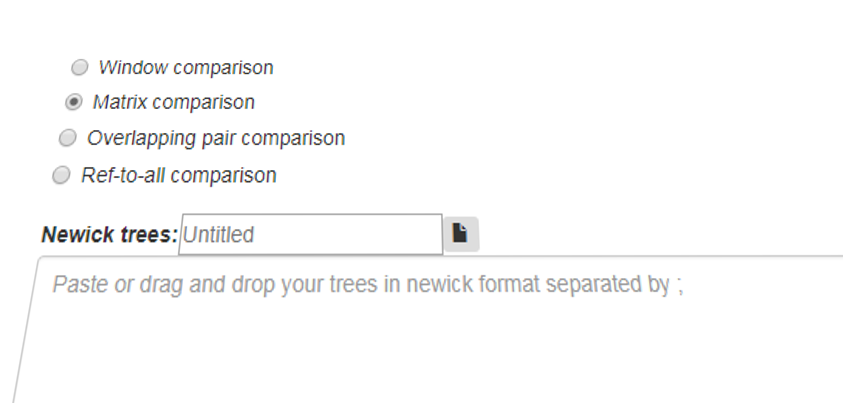 Window comparison
Matrix comparison
Overlapping pair comparison
Ref-to-all comparison
Newick trees: Untitled
Paste or drag and drop your trees in newick format separated by ;